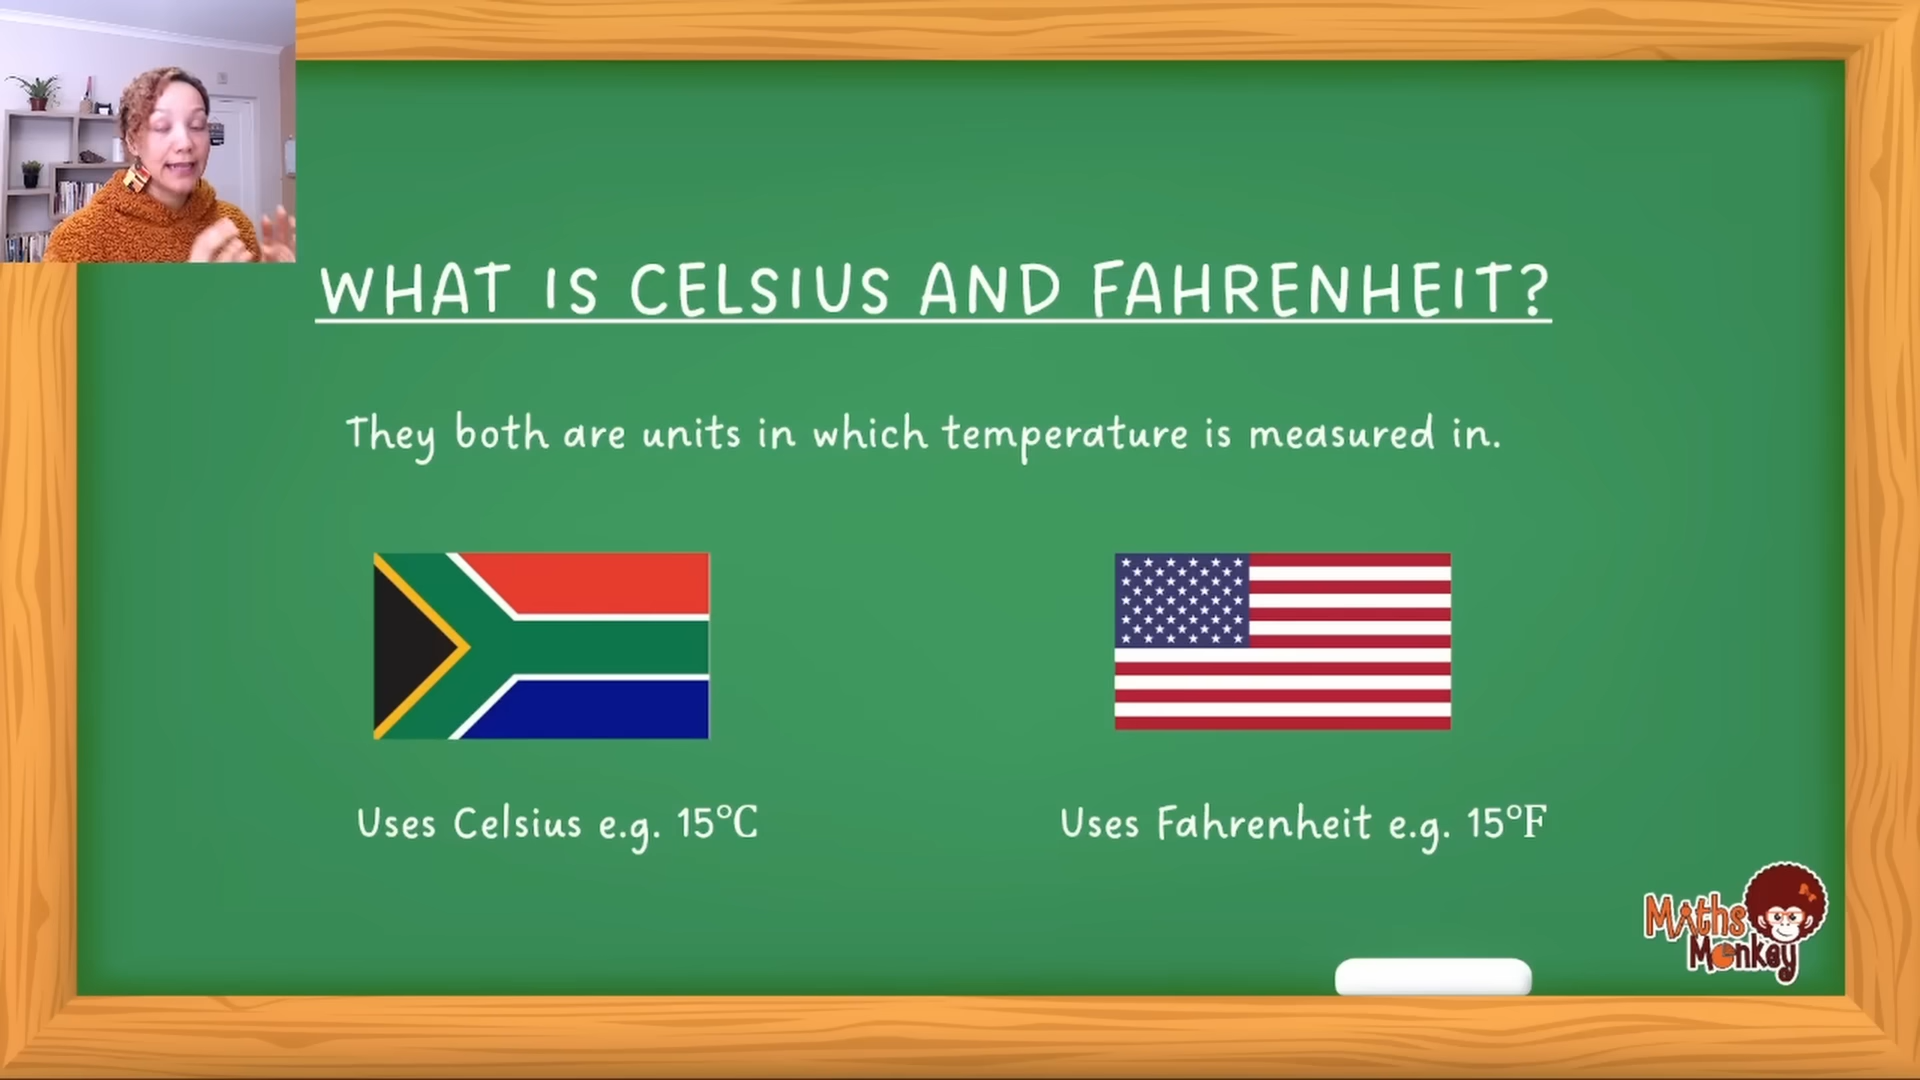 WHAT IS CELSIUS AND FAHRENHEIT?
They both are units in which temperature is measured in.
Uses Celsius e.g. 15°C
Uses Fahrenheit e.g. 15°F
Maths
Monkey